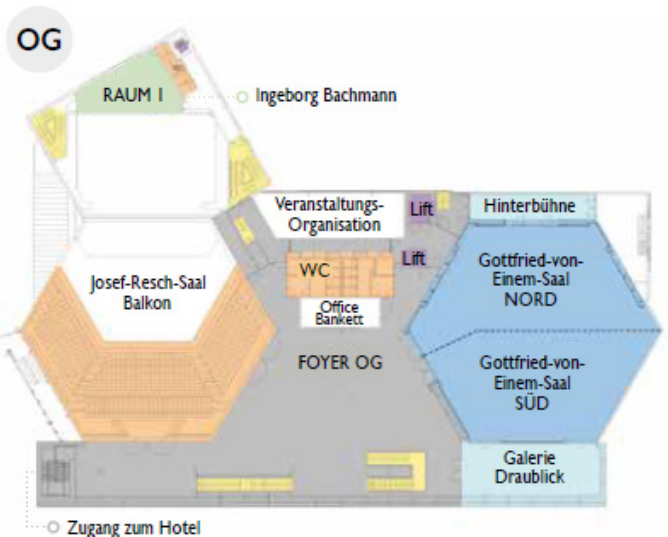 OG
RAUM I
Ingeborg Bachmann
Veranstaltungs-
Organisation
Lift
Hinterbühne
WC
Lift
Gottfried-von-
Einem-Saal
NORD
Josef-Resch-Saal
Balkon
Office
Bankett
FOYER OG
Gottfried-von-
Einem-Saal
SÜD
Galerie
Draublick
Zugang zum Hotel